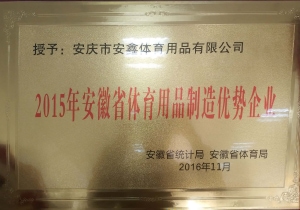 授予：安庆市安鑫体育用品有限公司
2015年安徽省体育用品制造优势企业
安徽省统计局 安徽省体育局
2016年11月